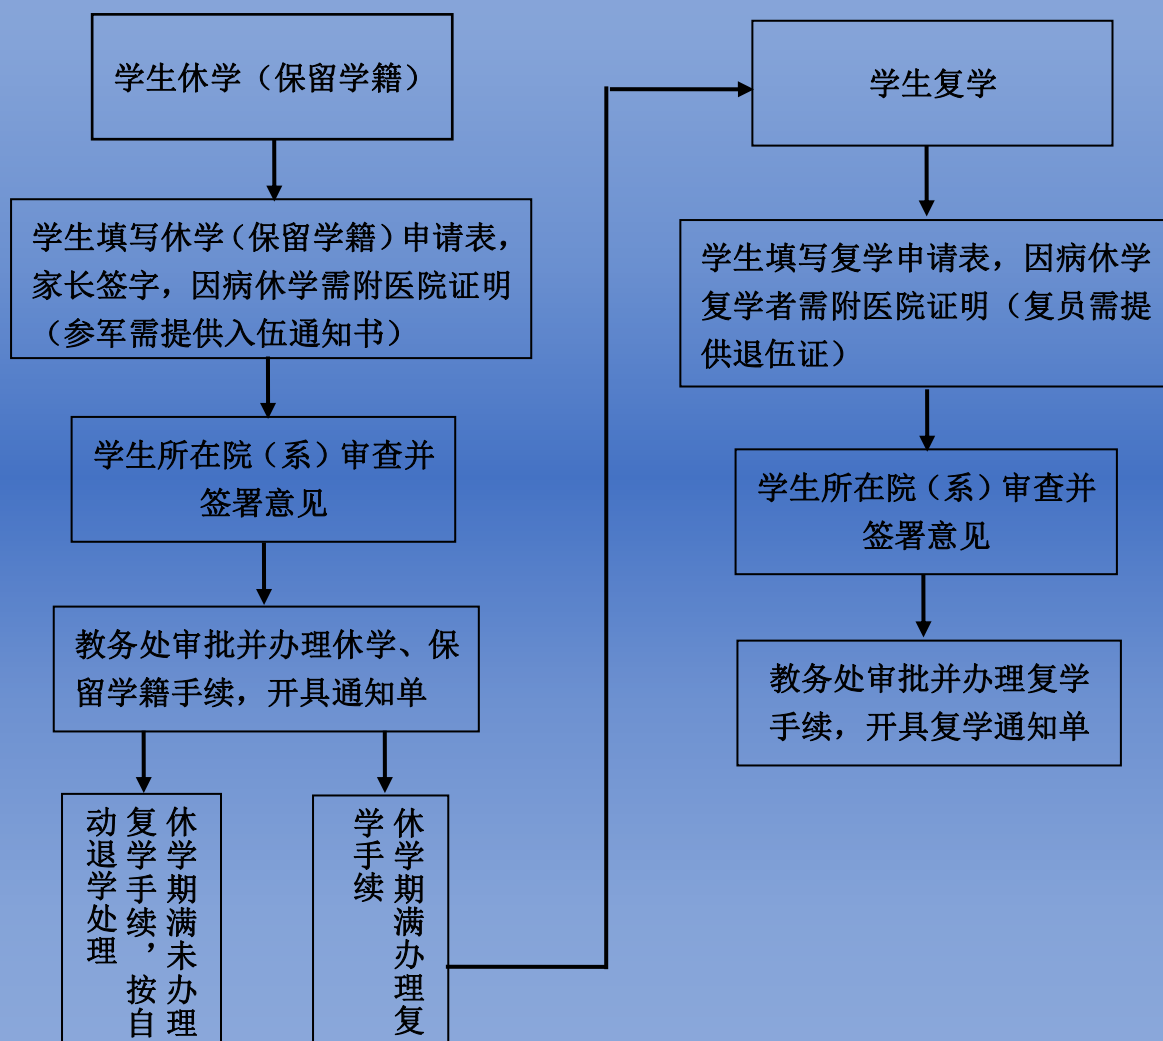 学生休学（保留学籍）
学生填写休学（保留学籍）申请表，
家长签字，因病休学需附医院证明
（参军需提供入伍通知书）
学生所在院（系）审查并
签署意见
教务处审批并办理休学、保
留学籍手续，开具通知单
休学期满未办理
复学手续，按自
动退学处理
休学期满办理复
学手续
学生复学
学生填写复学申请表，因病休学
复学者需附医院证明（复员需提
供退伍证）
学生所在院（系）审查并
签署意见
教务处审批并办理复学
手续，开具复学通知单